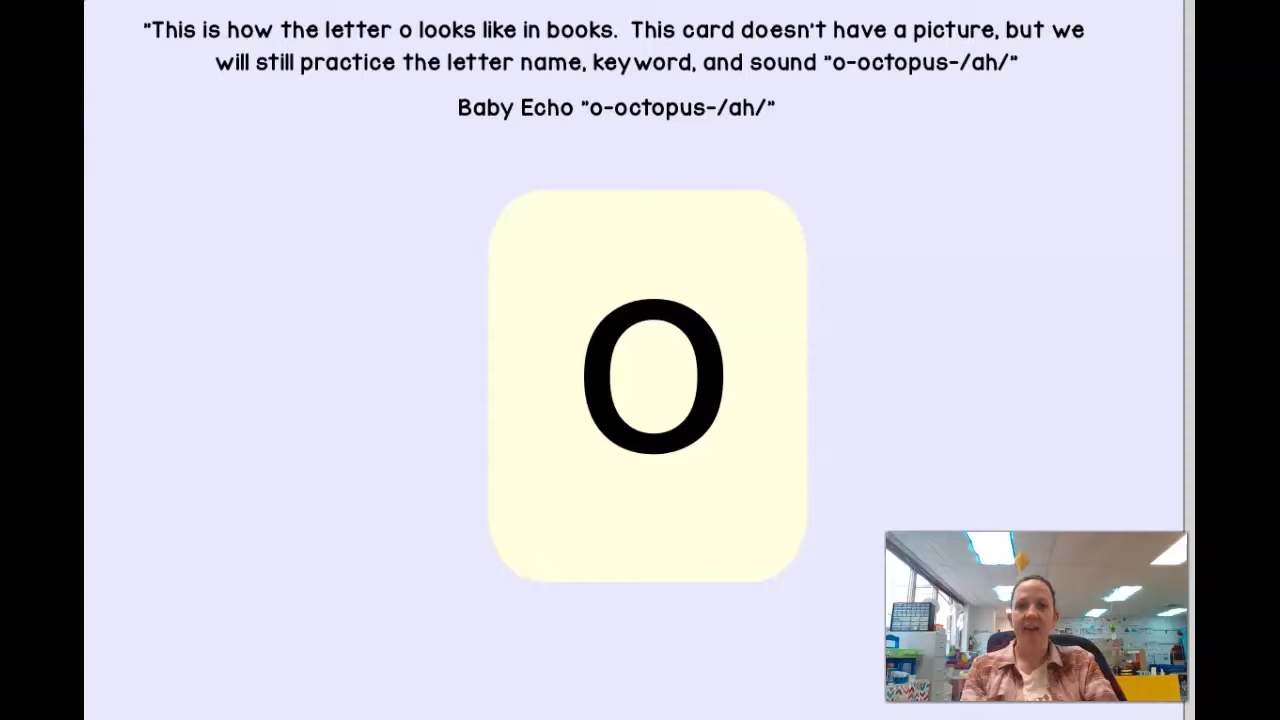 "This is how the letter o looks like in books.  This card doesn't have a picture, but we
will still practice the letter name, keyword, and sound "o-octopus-/ah/"
Baby Echo "o-octopus-/ah/"
o